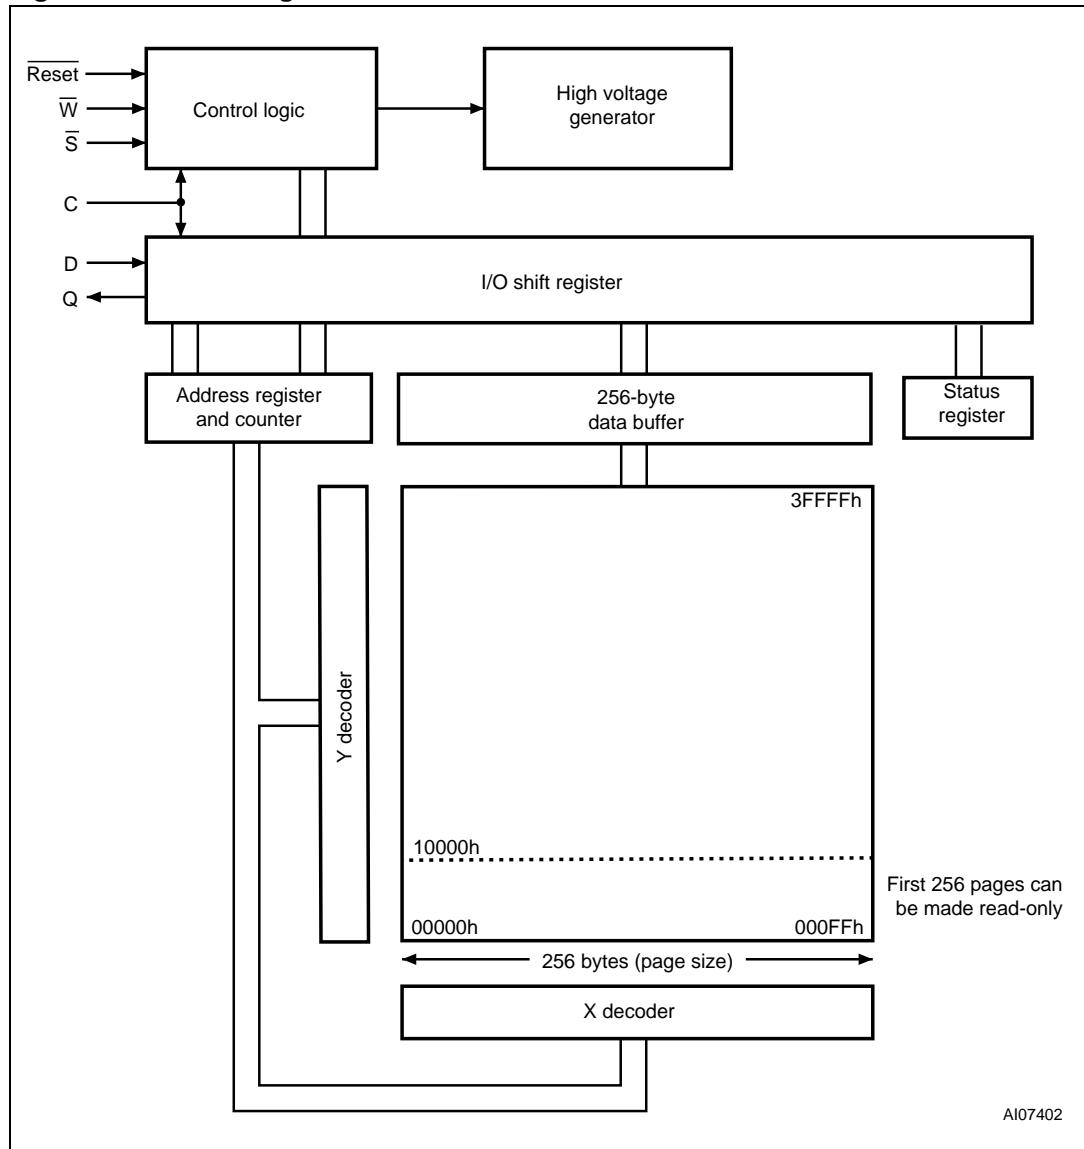 Reset
Control logic
High voltage
generator
W
S
C
D
I/O shift register
Q
Address register
and counter
256-byte
data buffer
Status
register
3FFFFh
Y decoder
10000h
First 256 pages can
be made read-only
00000h
000FFh
256 bytes (page size)
X decoder
AI07402